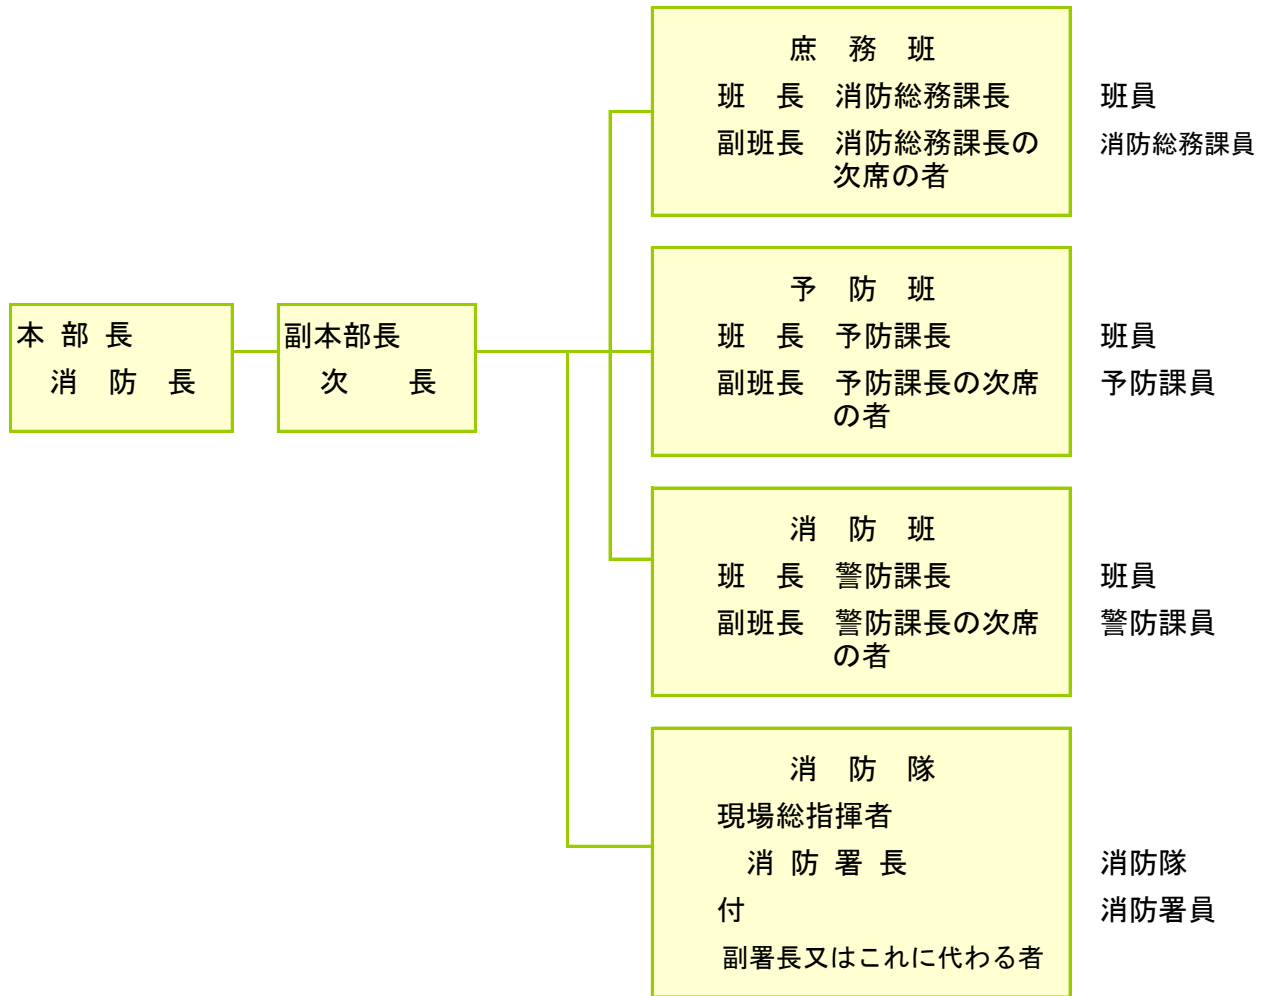 本 部 長
消 防 長
副本部長
次 長
庶 務 班
班 長 消防総務課長
副班長 消防総務課長の
次席の者
班員
消防総務課員
予 防 班
班 長 予防課長
副班長 予防課長の次席
の者
班員
予防課員
消 防 班
班 長 警防課長
副班長 警防課長の次席
の者
班員
警防課員
消 防 隊
現場総指揮者
消 防 署 長
付
副署長又はこれに代わる者
消防隊
消防署員